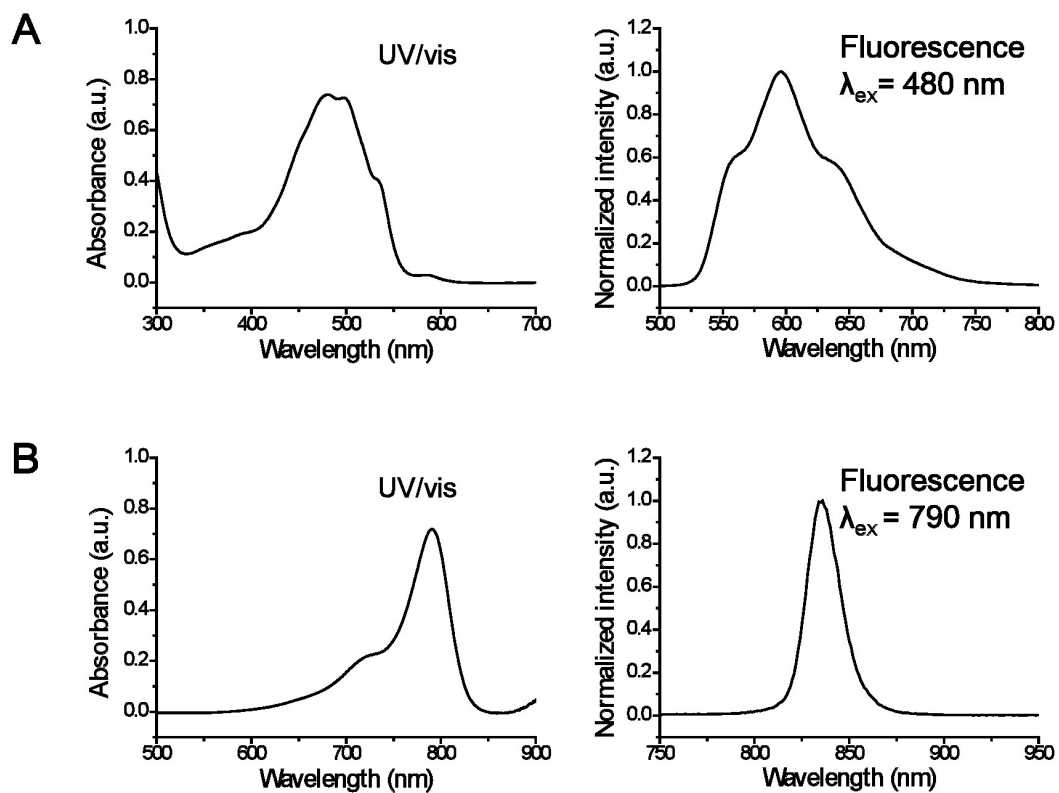 A
UV/vis
Absorbance (a.u.)
1.0
0.8
0.6
0.4
0.2
0.0
300 400 500 600 700
Wavelength (nm)
Fluorescence
λex= 480 nm
Normalized intensity (a.u.)
1.2
1.0
0.8
0.6
0.4
0.2
0.0
500 550 600 650 700 750 800
Wavelength (nm)
B
UV/vis
Absorbance (a.u.)
1.0
0.8
0.6
0.4
0.2
0.0
500 600 700 800 900
Wavelength (nm)
Fluorescence
λex = 790 nm
Normalized intensity (a.u.)
1.2
1.0
0.8
0.6
0.4
0.2
0.0
750 800 850 900 950
Wavelength (nm)